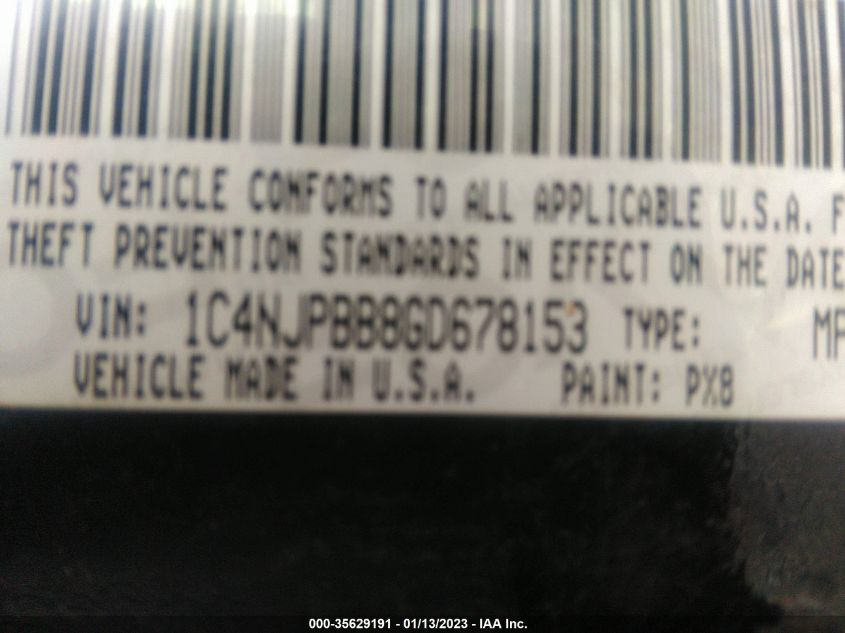 THIS VEHICLE CONFORMS TO ALL APPLICABLE U.S.A. F
THEFT PREVENTION STANDARDS IN EFFECT ON THE DATE
VIN: 1C4NJPBB8GD678153 TYPE: MP
VEHICLE MADE IN U.S.A. PAINT: PX8
000-35629191 - 01/13/2023 - IAA Inc.